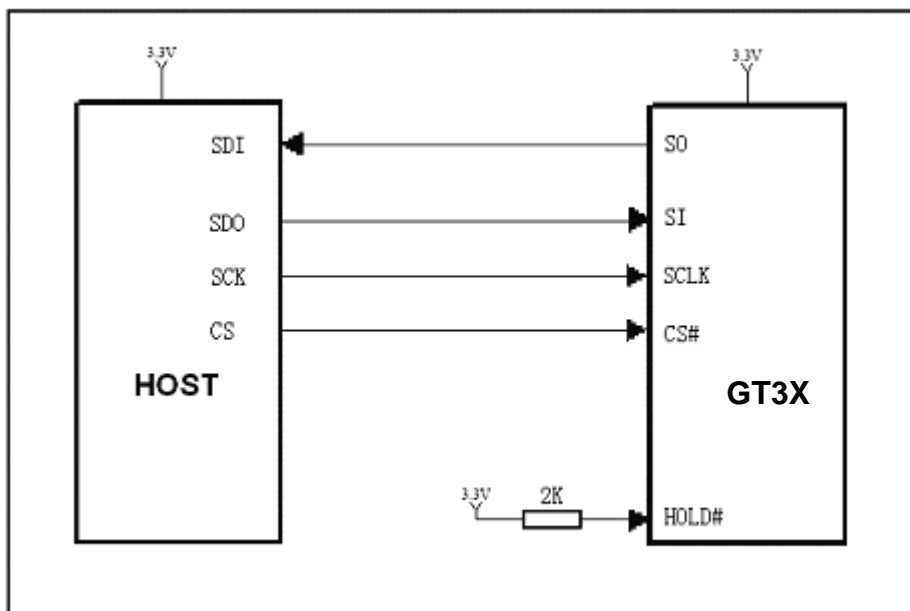 3.3V
3.3V
SDI
SO
SDO
SI
SCK
SCLK
CS
CS#
HOST
GT3X
3.3V
2K
HOLD#